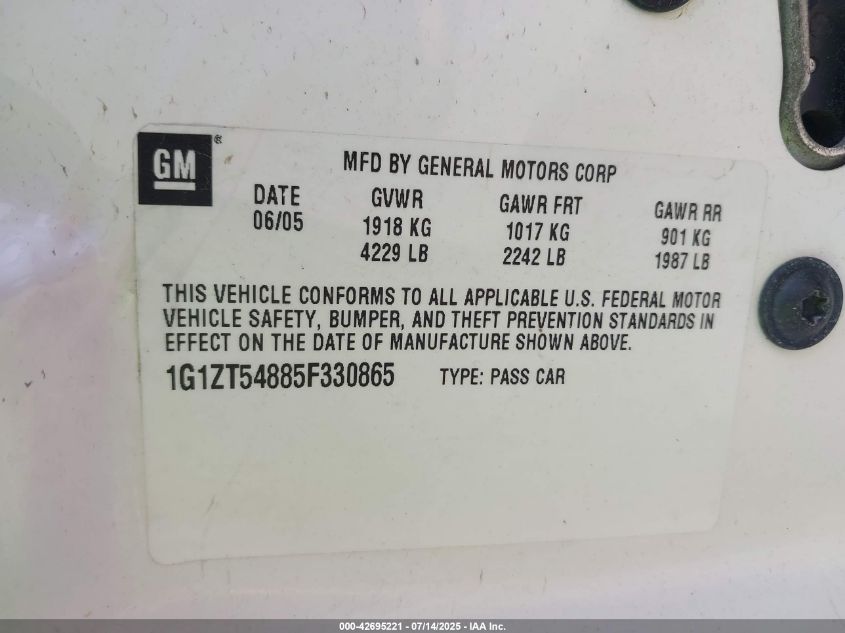 GM ®
MFD BY GENERAL MOTORS CORP
DATE GVWR GAWR FRT GAWR RR
06/05 1918 KG 1017 KG 901 KG
4229 LB 2242 LB 1987 LB
THIS VEHICLE CONFORMS TO ALL APPLICABLE U.S. FEDERAL MOTOR
VEHICLE SAFETY, BUMPER, AND THEFT PREVENTION STANDARDS IN
EFFECT ON THE DATE OF MANUFACTURE SHOWN ABOVE.
1G1ZT54885F330865 TYPE: PASS CAR
000-42695221 - 07/14/2025 - IAA Inc.